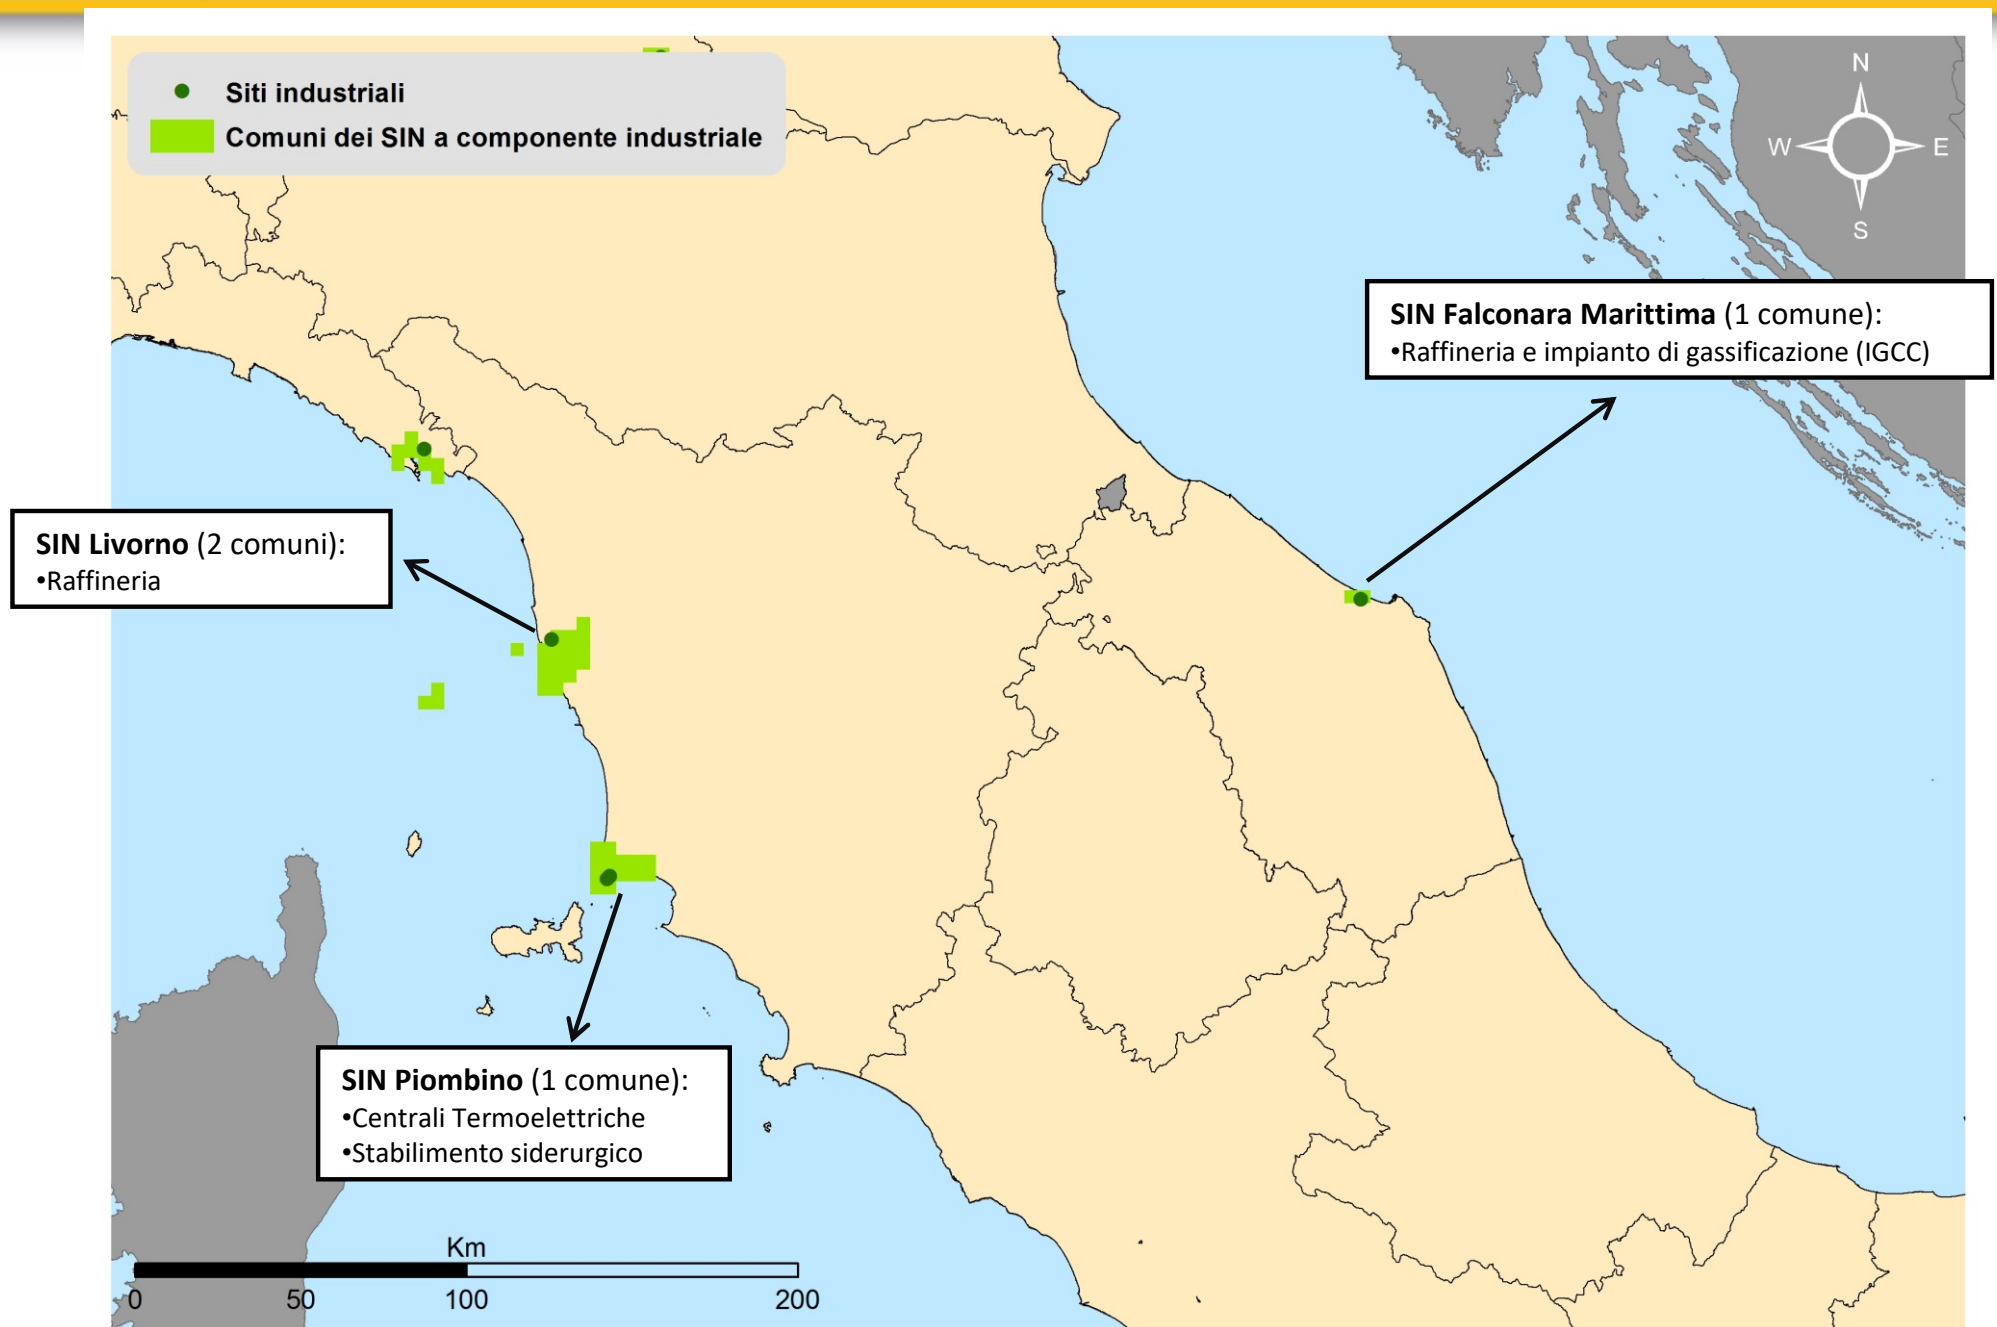 Siti industriali
Comuni dei SIN a componente industriale
N
W E
S
SIN Falconara Marittima (1 comune):
•Raffineria e impianto di gassificazione (IGCC)
SIN Livorno (2 comuni):
•Raffineria
SIN Piombino (1 comune):
•Centrali Termoelettriche
•Stabilimento siderurgico
Km
0 50 100 200